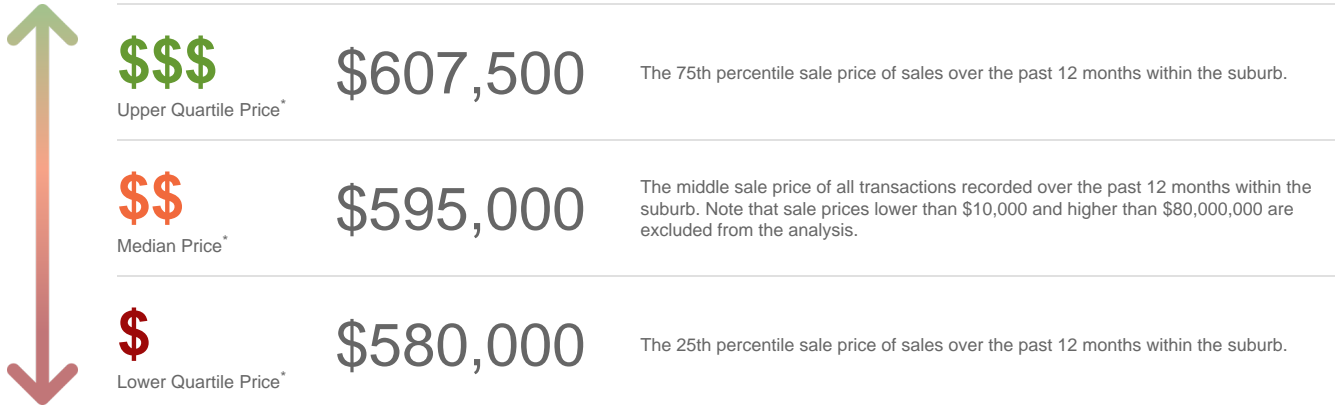 $$$
Upper Quartile Price*
$607,500
The 75th percentile sale price of sales over the past 12 months within the suburb.
$$
Median Price*
$595,000
The middle sale price of all transactions recorded over the past 12 months within the
suburb. Note that sale prices lower than $10,000 and higher than $80,000,000 are
excluded from the analysis.
$
Lower Quartile Price*
$580,000
The 25th percentile sale price of sales over the past 12 months within the suburb.